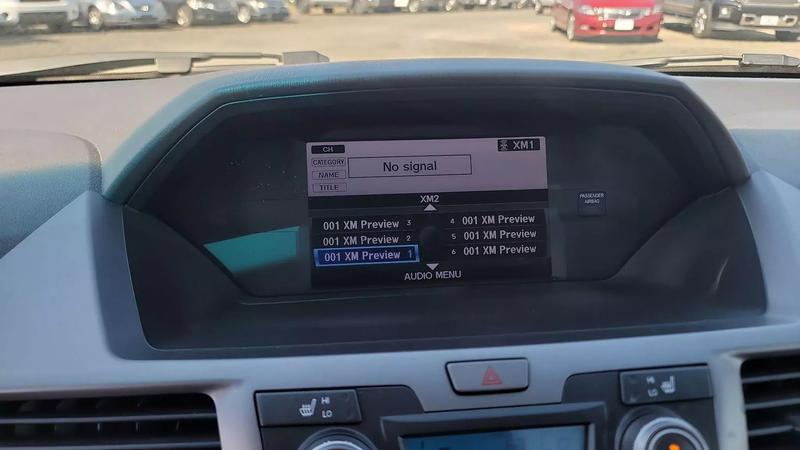 CH
XM1
CATEGORY
No signal
NAME
TITLE
XM2
001 XM Preview 3
4 001 XM Preview
001 XM Preview 2
5 001 XM Preview
001 XM Preview 1
6 001 XM Preview
AUDIO MENU
PASSENGER
AIRBAG
HI
LO
HI
LO